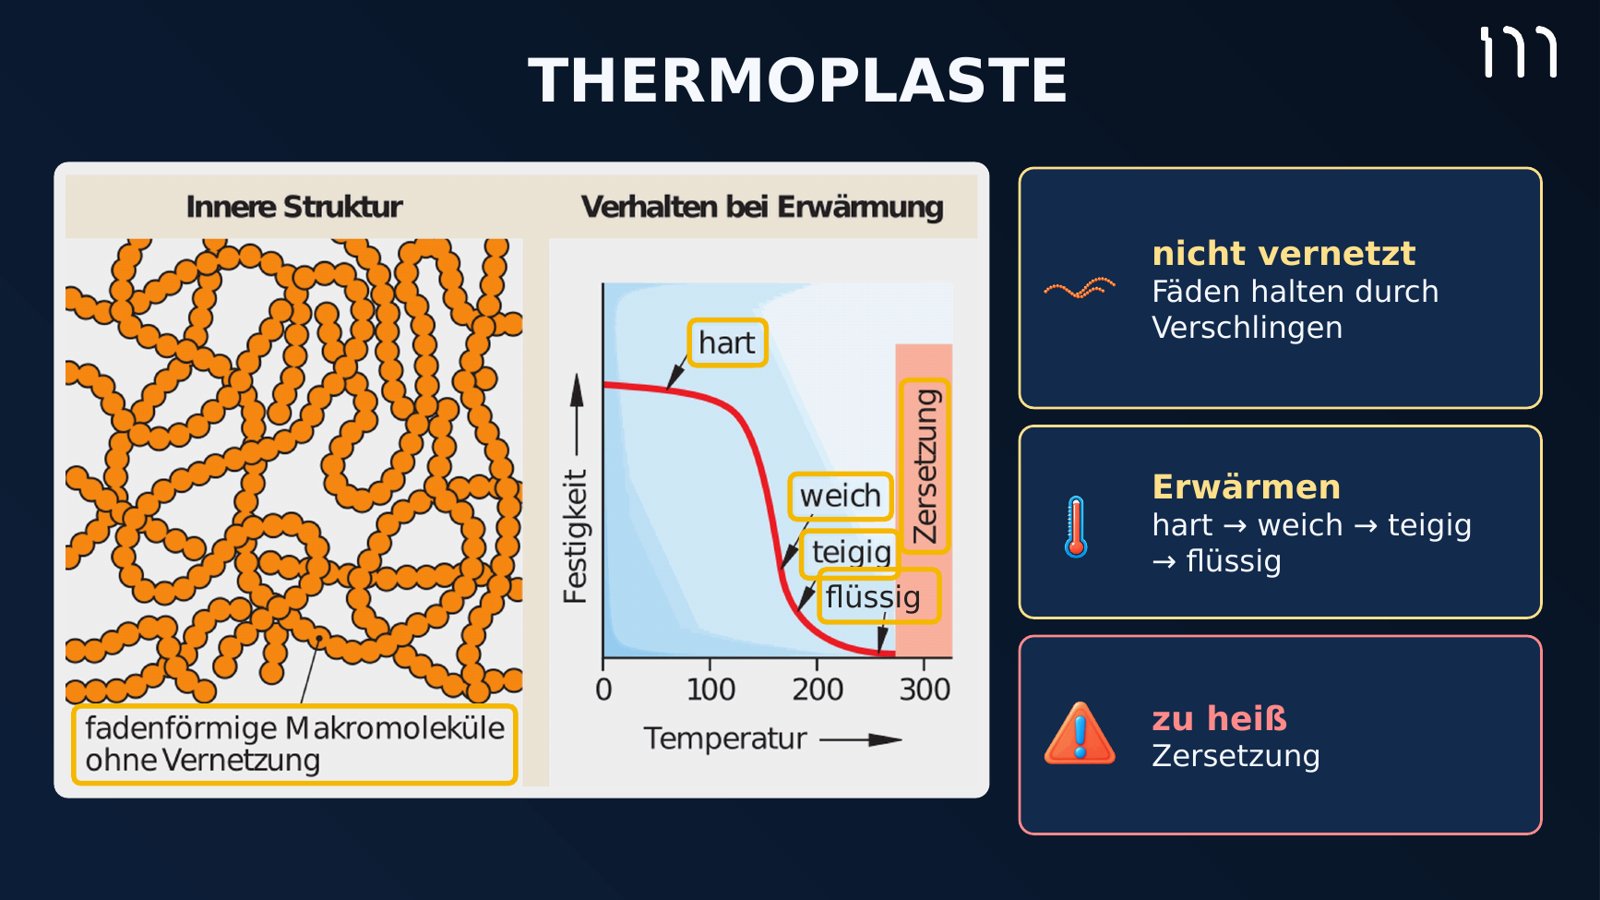 THERMOPLASTE
m
Innere Struktur
Verhalten bei Erwärmung
fadenförmige Makromoleküle
ohne Vernetzung
Festigkeit
hart
weich
teigig
flüssig
Zersetzung
0 100 200 300
Temperatur
nicht vernetzt
Fäden halten durch
Verschlingen
Erwärmen
hart → weich → teigig
→ flüssig
zu heiß
Zersetzung